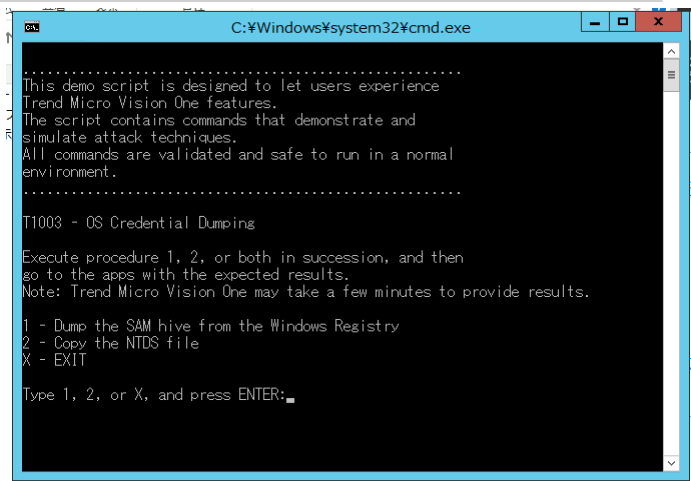 C:¥Windows¥system32¥cmd.exe
.......................................................
This demo script is designed to let users experience
Trend Micro Vision One features.
The script contains commands that demonstrate and
simulate attack techniques.
All commands are validated and safe to run in a normal
environment.
.......................................................
T1003 - OS Credential Dumping
Execute procedure 1, 2, or both in succession, and then
go to the apps with the expected results.
Note: Trend Micro Vision One may take a few minutes to provide results.
1 - Dump the SAM hive from the Windows Registry
2 - Copy the NTDS file
X - EXIT
Type 1, 2, or X, and press ENTER: